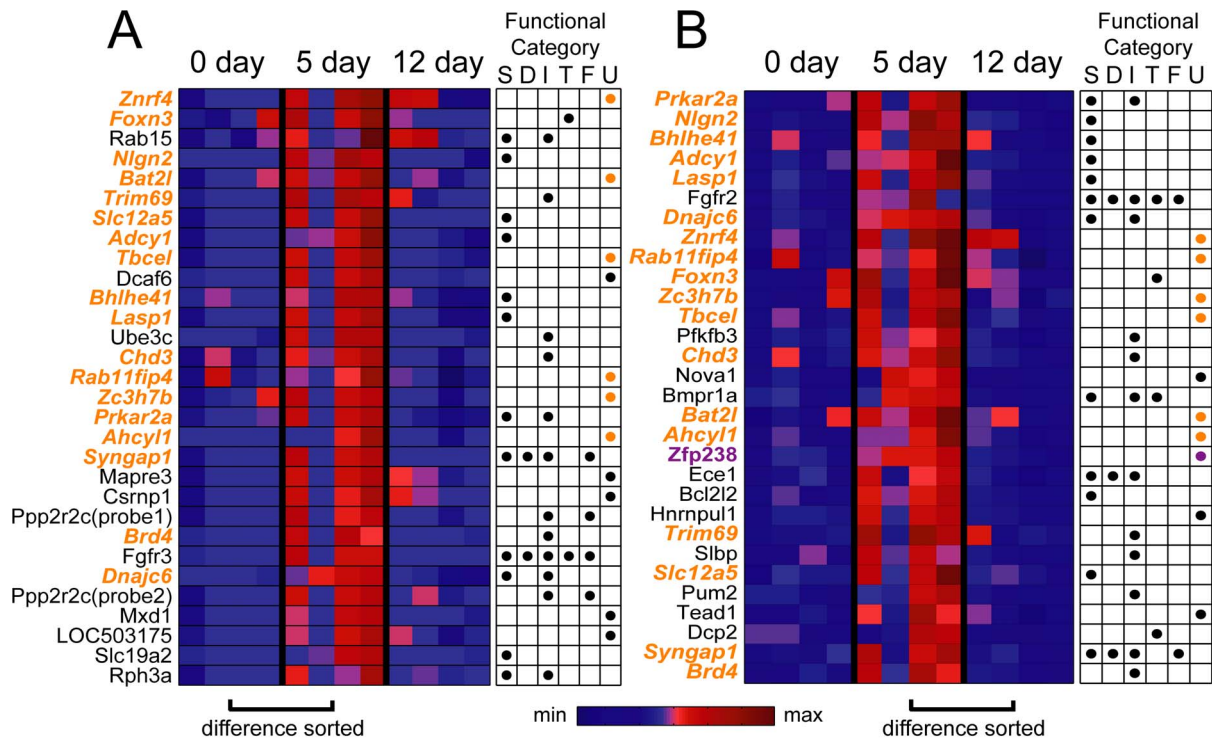 A
Functional
Category
0 day 5 day 12 day
S D I T F U
Znrf4
Foxn3
Rab15
Nlgn2
Bat2l
Trim69
Slc12a5
Adcy1
Tbcel
Dcaf6
Bhlhe41
Lasp1
Ube3c
Chd3
Rab11fip4
Zc3h7b
Prkar2a
Ahcyl1
Syngap1
Mapre3
Csrnp1
Ppp2r2c(probe1)
Brd4
Fgfr3
Dnajc6
Ppp2r2c(probe2)
Mxd1
LOC503175
Slc19a2
Rph3a
difference sorted
B
Functional
Category
0 day 5 day 12 day
S D I T F U
Prkar2a
Nlgn2
Bhlhe41
Adcy1
Lasp1
Fgfr2
Dnajc6
Znrf4
Rab11fip4
Foxn3
Zc3h7b
Tbcel
Pfkfb3
Chd3
Nova1
Bmpr1a
Bat2l
Ahcyl1
Zfp238
Ece1
Bcl2l2
Hnrnpul1
Trim69
Slbp
Slc12a5
Pum2
Tead1
Dcp2
Syngap1
Brd4
difference sorted
min max